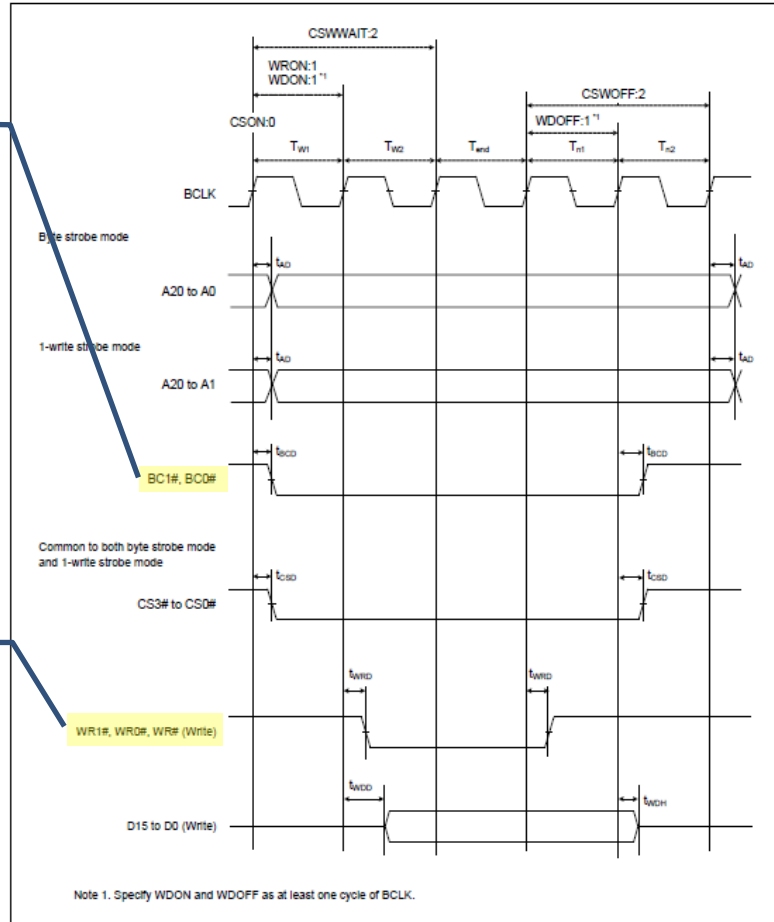 CSWWAIT:2
WRON:1
WDON:1*1
CSWOFF:2
WDOFF:1*1
CSON:0
TW1 TW2 Tend Tn1 Tn2
BCLK
Byte strobe mode
tAD tAD
A20 to A0
1-write strobe mode
tAD tAD
A20 to A1
tBCD tBCD
BC1#, BC0#
Common to both byte strobe mode
and 1-write strobe mode
tCSD tCSD
CS3# to CS0#
tWRD tWRD
WR1#, WR0#, WR# (Write)
tWDD tWDH
D15 to D0 (Write)
Note 1. Specify WDON and WDOFF as at least one cycle of BCLK.